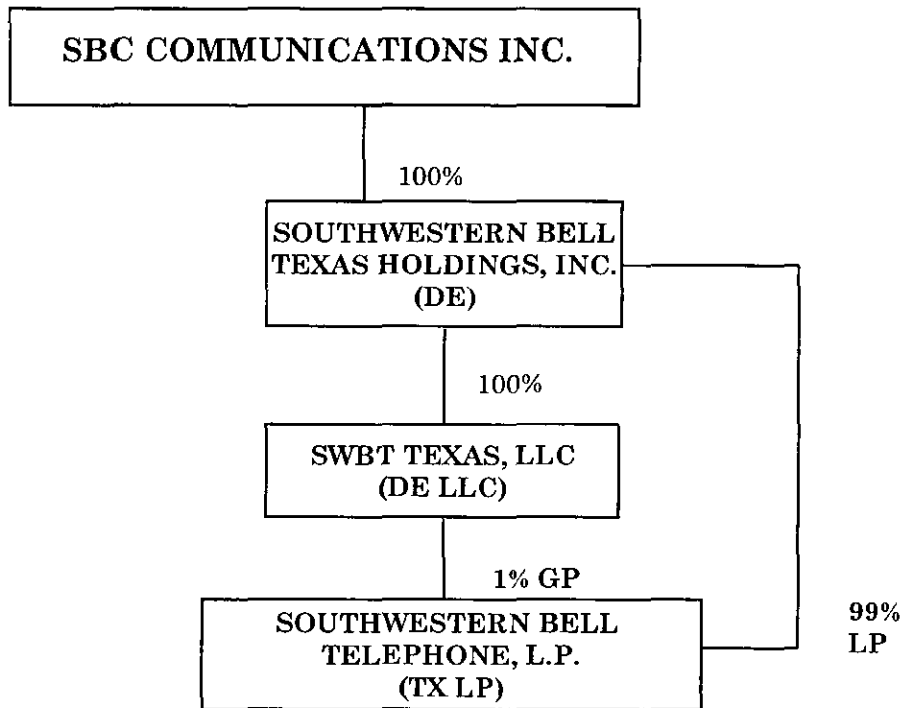 SBC COMMUNICATIONS INC.
100%
SOUTHWESTERN BELL
TEXAS HOLDINGS, INC.
(DE)
100%
SWBT TEXAS, LLC
(DE LLC)
1% GP
SOUTHWESTERN BELL
TELEPHONE, L.P.
(TX LP)
99%
LP